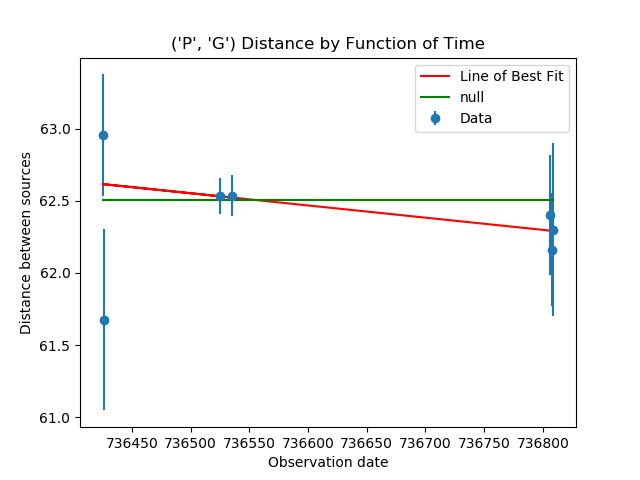 ('P', 'G') Distance by Function of Time
Line of Best Fit
null
Data
Distance between sources
63.0
62.5
62.0
61.5
61.0
736450 736500 736550 736600 736650 736700 736750 736800
Observation date